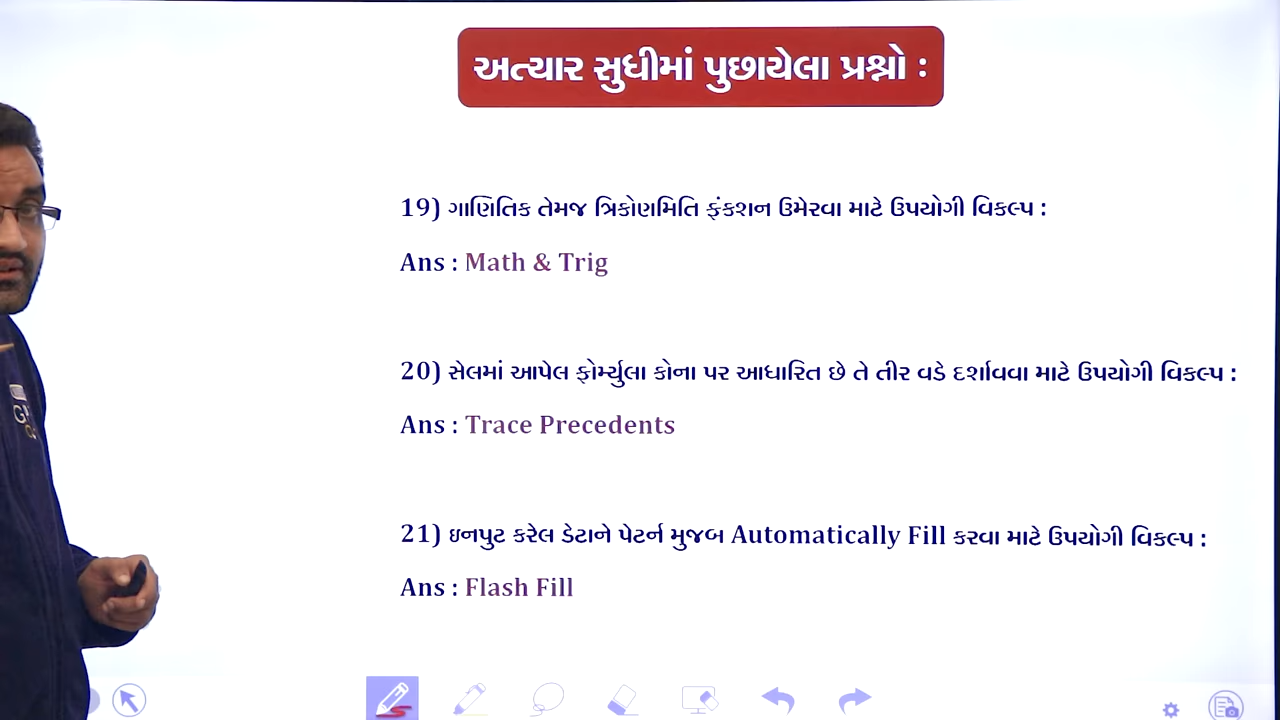 અત્યાર સુધીમાં પુછાયેલા પ્રશ્નો :
19) ગાણિતિક તેમજ ત્રિકોણમિતિ ફંકશન ઉમેરવા માટે ઉપયોગી વિકલ્પ :
Ans : Math & Trig
20) સેલમાં આપેલ ફોર્મ્યુલા કોના પર આધારિત છે તે તીર વડે દર્શાવવા માટે ઉપયોગી વિકલ્પ :
Ans : Trace Precedents
21) ઇનપુટ કરેલ ડેટાને પેટર્ન મુજબ Automatically Fill કરવા માટે ઉપયોગી વિકલ્પ :
Ans : Flash Fill